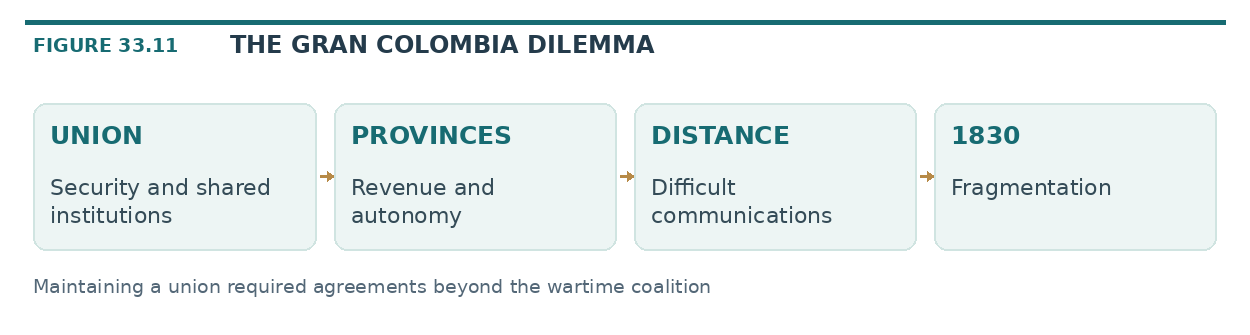 FIGURE 33.11 THE GRAN COLOMBIA DILEMMA
UNION
Security and shared
institutions
PROVINCES
Revenue and
autonomy
DISTANCE
Difficult
communications
1830
Fragmentation
Maintaining a union required agreements beyond the wartime coalition